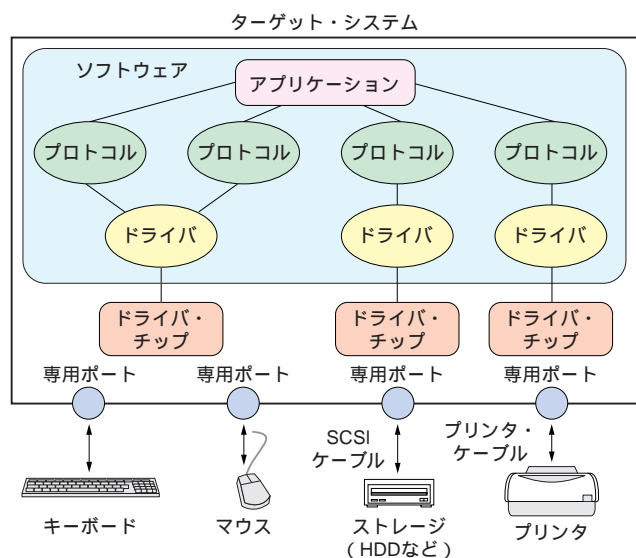 ターゲット・システム
ソフトウェア
アプリケーション
プロトコル
プロトコル
プロトコル
プロトコル
ドライバ
ドライバ
ドライバ
ドライバ・
チップ
ドライバ・
チップ
ドライバ・
チップ
専用ポート
専用ポート
専用ポート
専用ポート
SCSI
ケーブル
プリンタ・
ケーブル
キーボード
マウス
ストレージ
(HDDなど)
プリンタ